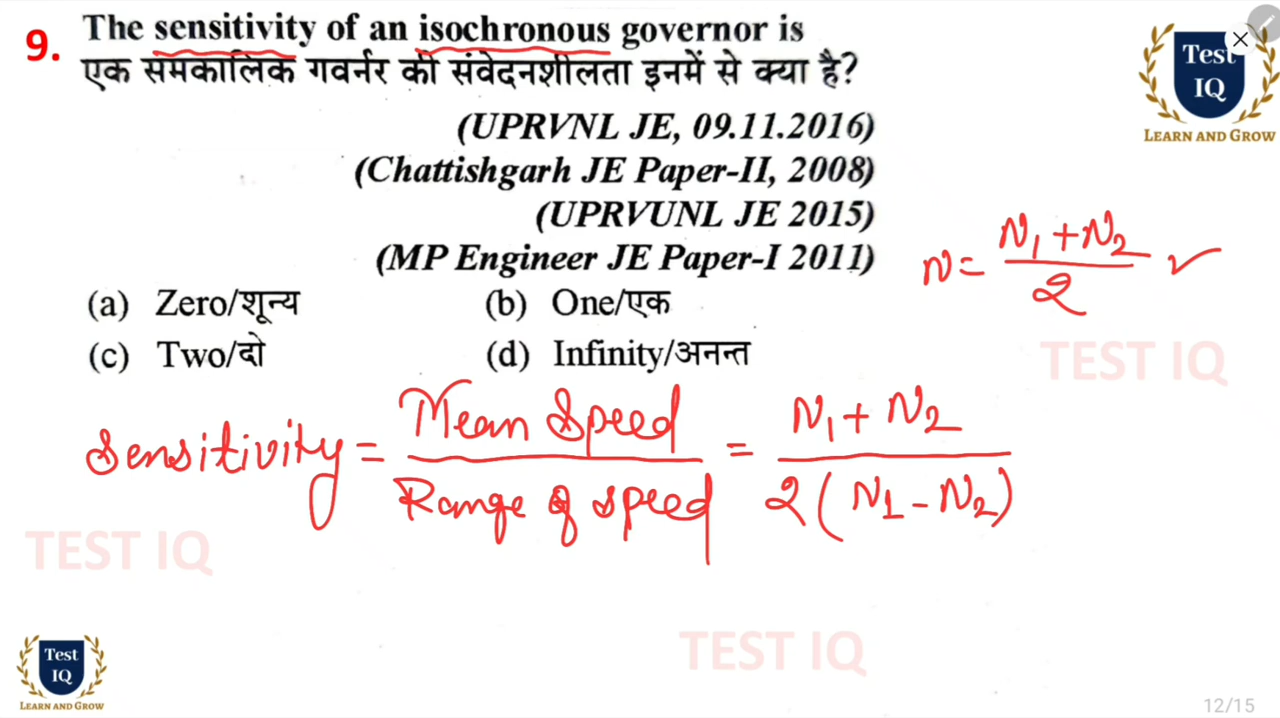 9. The sensitivity of an isochronous governor is
एक समकालिक गवर्नर की संवेदनशीलता इनमें से क्या है?
(UPRVNL JE, 09.11.2016)
(Chattishgarh JE Paper-II, 2008)
(UPRVUNL JE 2015)
(MP Engineer JE Paper-I 2011)
(a) Zero/शून्य (b) One/एक
(c) Two/दो (d) Infinity/अनन्त
N = (N1 + N2) / 2 ✓
Sensitivity = Mean Speed / Range of speed = (N1 + N2) / 2 (N1 - N2)
Test
IQ
LEARN AND GROW
TEST IQ
TEST IQ
TEST IQ
Test
IQ
LEARN AND GROW
12/15